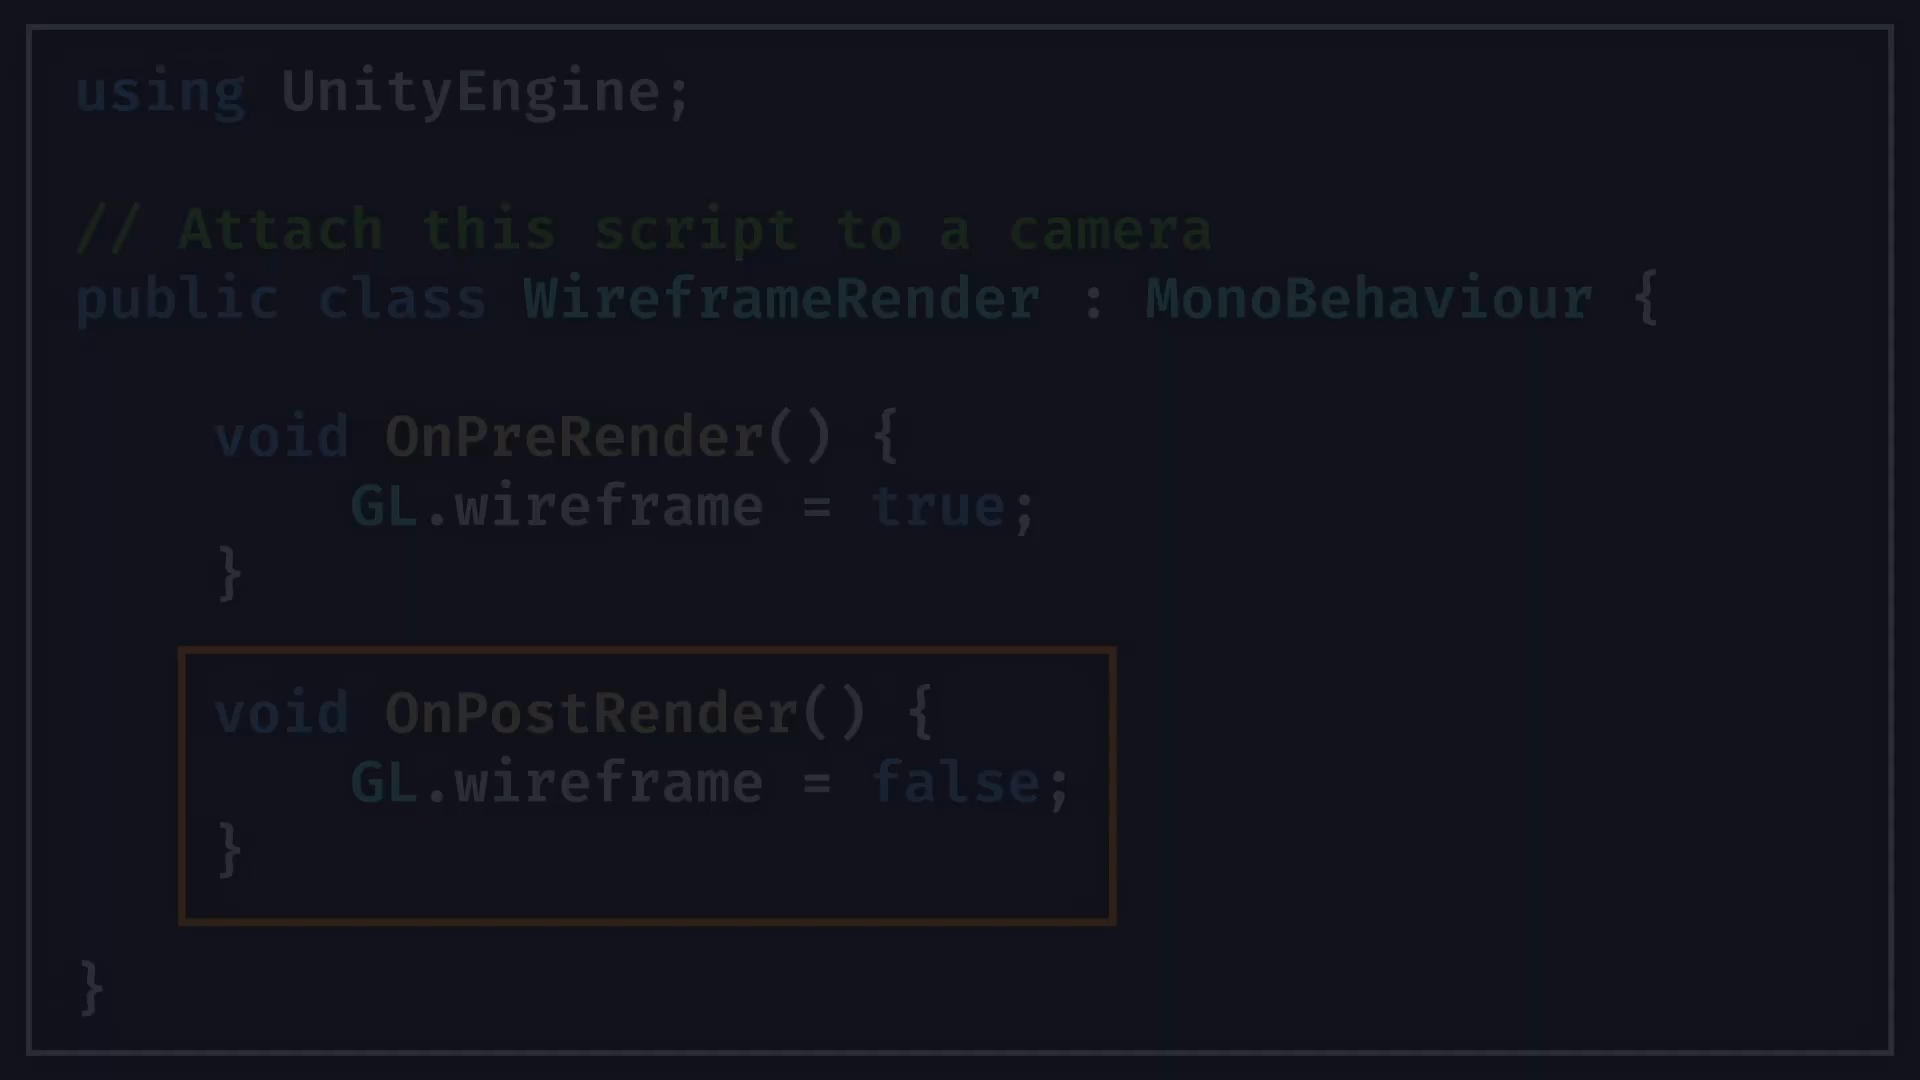 using UnityEngine;
// Attach this script to a camera
public class WireframeRender : MonoBehaviour {
void OnPreRender() {
GL.wireframe = true;
}
void OnPostRender() {
GL.wireframe = false;
}
}